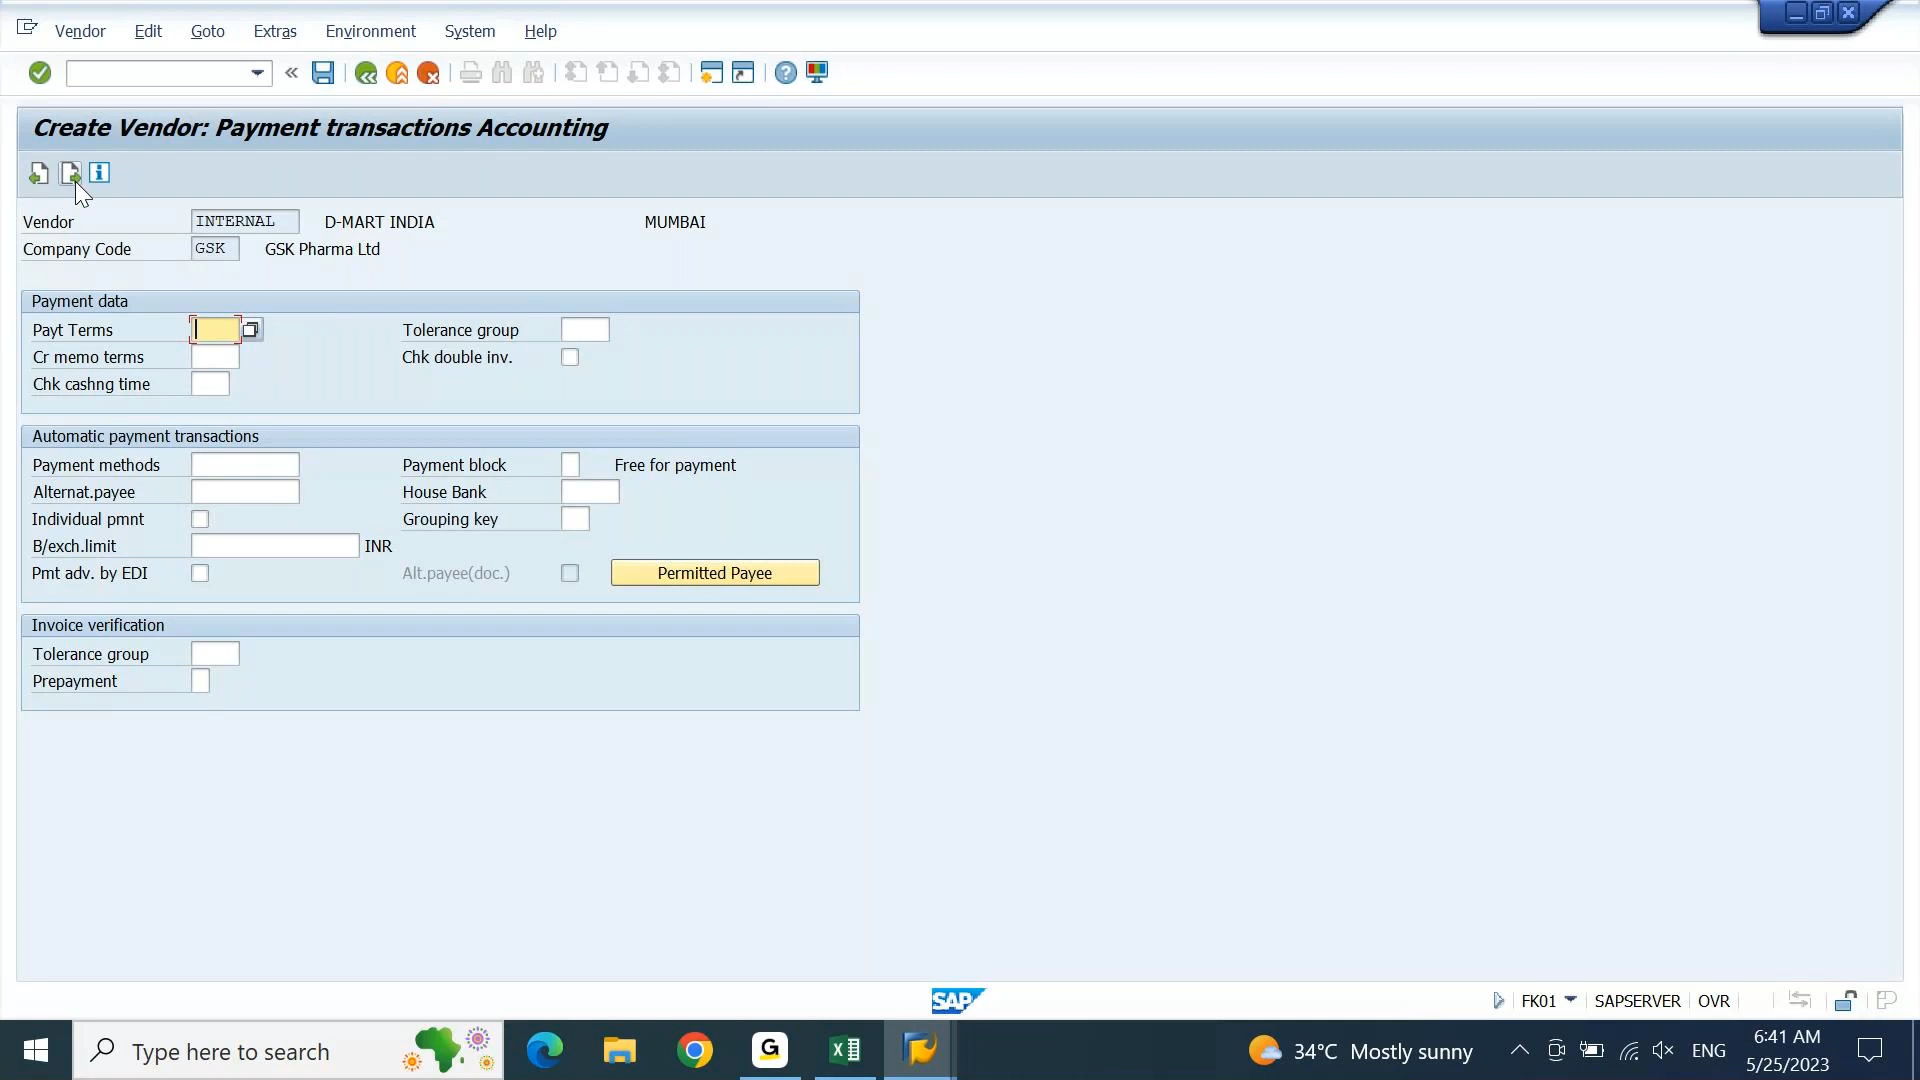 Vendor Edit Goto Extras Environment System Help
Create Vendor: Payment transactions Accounting
Vendor INTERNAL D-MART INDIA MUMBAI
Company Code GSK GSK Pharma Ltd
Payment data
Payt Terms Tolerance group
Cr memo terms Chk double inv.
Chk cashng time
Automatic payment transactions
Payment methods Payment block Free for payment
Alternat.payee House Bank
Individual pmnt Grouping key
B/exch.limit INR
Pmt adv. by EDI Alt.payee(doc.) Permitted Payee
Invoice verification
Tolerance group
Prepayment
SAP FK01 SAPSERVER OVR
Type here to search G 34°C Mostly sunny ENG 6:41 AM
5/25/2023